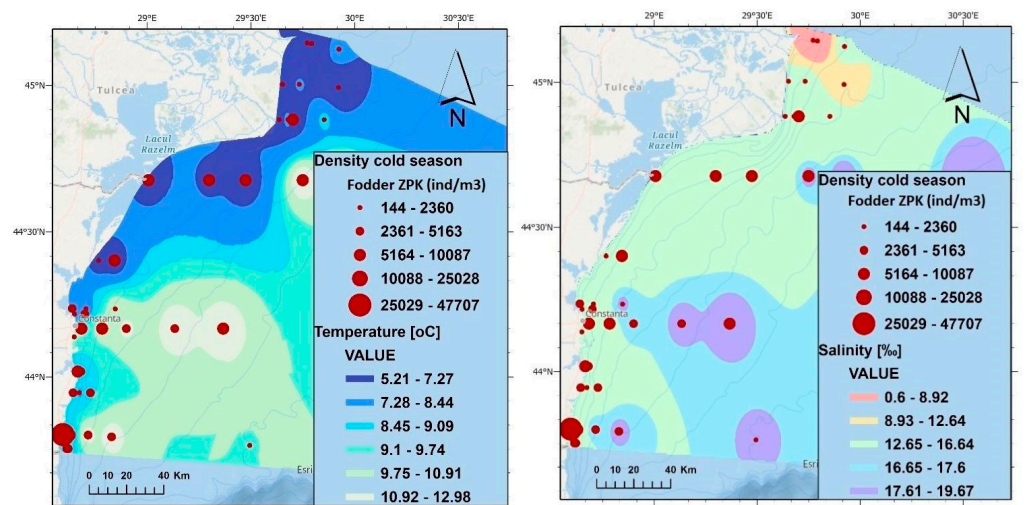 29°E 29°30'E 30°E 30°30'E
45°N
Tulcea
Lacul
Razelm
N
44°30'N
Constanta
44°N
Density cold season
Fodder ZPK (ind/m3)
144 - 2360
2361 - 5163
5164 - 10087
10088 - 25028
25029 - 47707
Temperature [oC]
VALUE
5.21 - 7.27
7.28 - 8.44
8.45 - 9.09
9.1 - 9.74
9.75 - 10.91
10.92 - 12.98
0 10 20 40 Km
Esri
29°E 29°30'E 30°E 30°30'E
45°N
Tulcea
Lacul
Razelm
N
44°30'N
Constanta
44°N
Density cold season
Fodder ZPK (ind/m3)
144 - 2360
2361 - 5163
5164 - 10087
10088 - 25028
25029 - 47707
Salinity [‰]
VALUE
0.6 - 8.92
8.93 - 12.64
12.65 - 16.64
16.65 - 17.6
17.61 - 19.67
0 10 20 40 Km
Esri